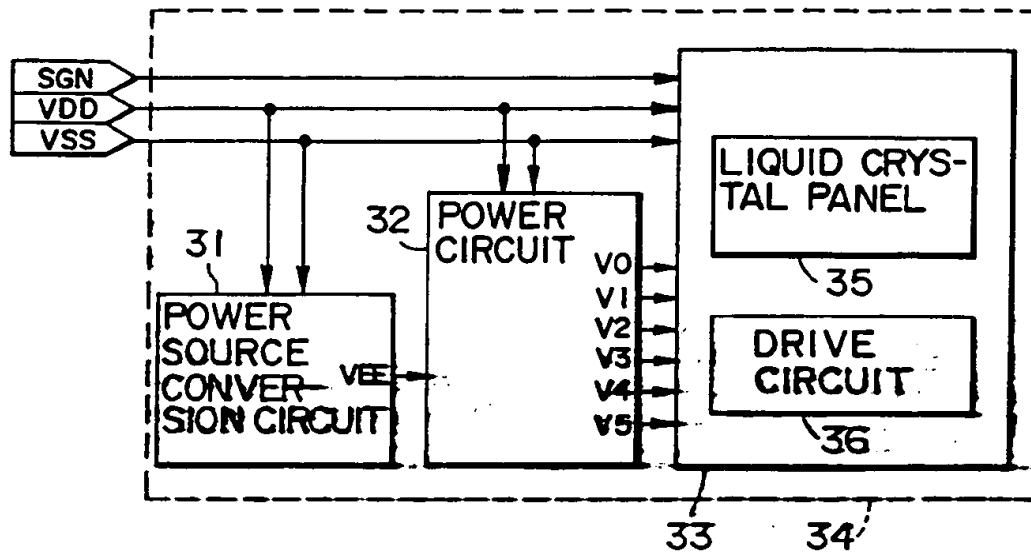 SGN
VDD
VSS
LIQUID CRYS-
TAL PANEL
35
32
POWER
CIRCUIT
31
POWER
SOURCE
CONVER-
SION CIRCUIT
VEE
V0
V1
V2
V3
V4
V5
DRIVE
CIRCUIT
36
33
34